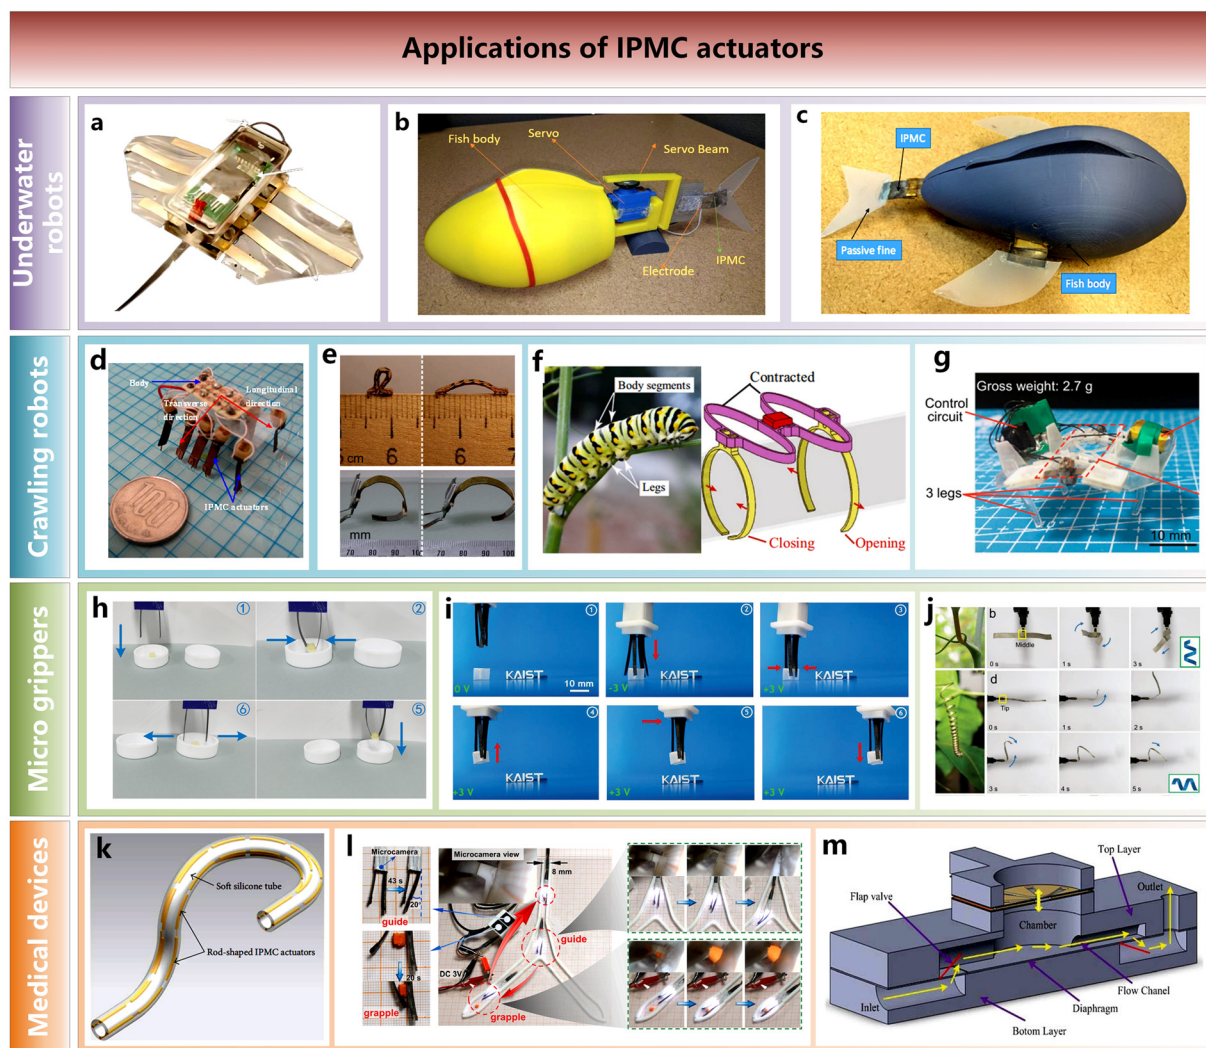 Applications of IPMC actuators
Underwater robots
a
b
Fish body
Servo
Servo Beam
Electrode
IPMC
c
IPMC
Passive fine
Fish body
Crawling robots
d
Body
Longitudinal
direction
Transverse
direction
IPMC actuators
100
e
cm
6
6
7
mm
70
80
90
70
80
90
100
f
Body segments
Legs
Contracted
Closing
Opening
g
Gross weight: 2.7 g
Control
circuit
3 legs
10 mm
Micro grippers
h
①
②
⑥
⑤
i
①
KAIST
0 V
10 mm
②
KAIST
-3 V
③
KAIST
+3 V
④
KAIST
+3 V
⑤
KAIST
+3 V
⑥
KAIST
+3 V
j
b
Middle
0 s
1 s
3 s
d
Tip
0 s
1 s
2 s
3 s
4 s
5 s
Medical devices
k
Soft silicone tube
Rod-shaped IPMC actuators
l
Microcamera
43 s
20°
guide
20 s
grapple
Microcamera view
8 mm
guide
DC 3V
grapple
m
Top Layer
Outlet
Flap valve
Chamber
Flow Chanel
Diaphragm
Inlet
Botom Layer